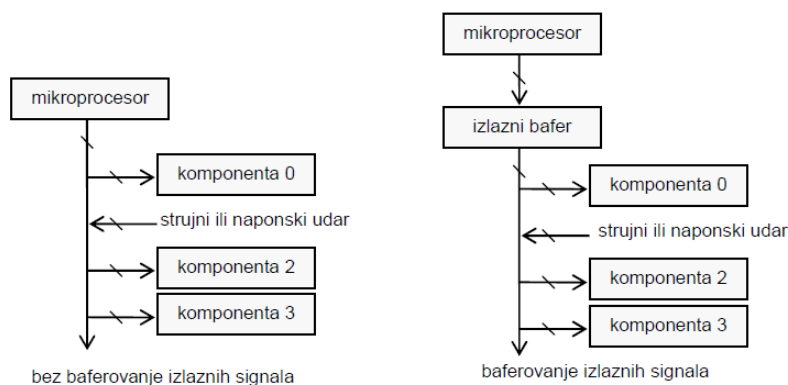 mikroprocesor
komponenta 0
strujni ili naponski udar
komponenta 2
komponenta 3
bez baferovanje izlaznih signala
mikroprocesor
izlazni bafer
komponenta 0
strujni ili naponski udar
komponenta 2
komponenta 3
baferovanje izlaznih signala